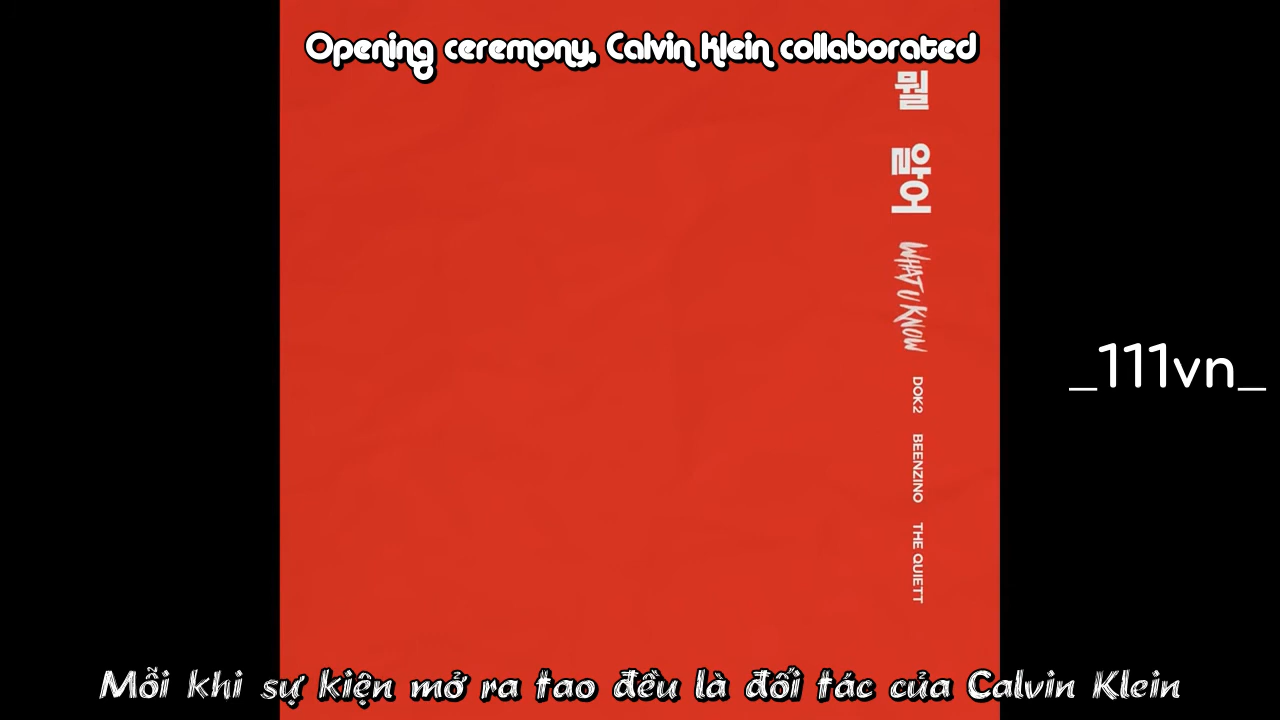 Opening ceremony, Calvin Klein collaborated
뭘 알어 WHAT U KNOW DOK2 BEENZINO THE QUIETT
_111vn_
Mỗi khi sự kiện mở ra tao đều là đối tác của Calvin Klein